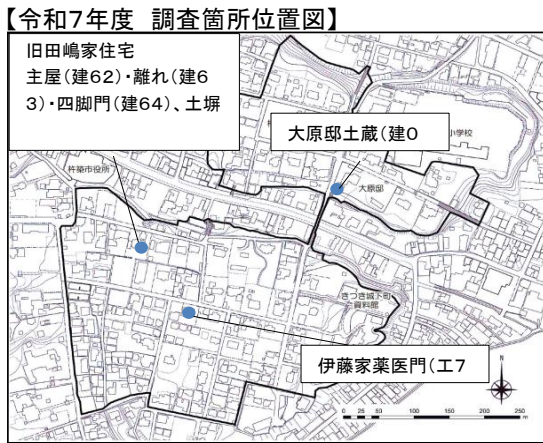 【令和7年度 調査箇所位置図】
旧田嶋家住宅
主屋(建62)・離れ(建6
3)・四脚門(建64)、土塀
大原邸土蔵(建0
小学校
杵築市役所
大原邸
きつき城下町
資料館
伊藤家薬医門(工7
N
0 25 50 100 150 200 250
m